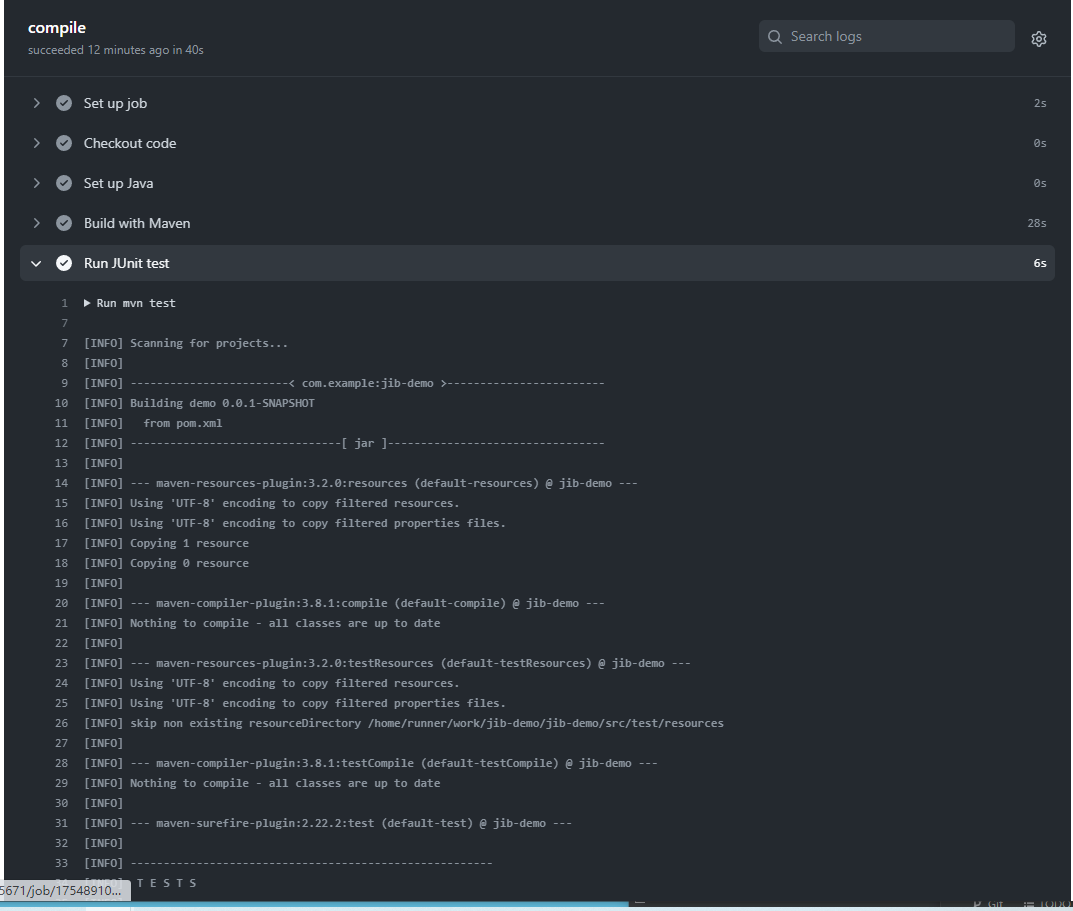 compile
succeeded 12 minutes ago in 40s
Search logs
Set up job 2s
Checkout code 0s
Set up Java 0s
Build with Maven 28s
Run JUnit test 6s
1 ▶ Run mvn test
7
7 [INFO] Scanning for projects...
8 [INFO]
9 [INFO] ------------------------< com.example:jib-demo >------------------------
10 [INFO] Building demo 0.0.1-SNAPSHOT
11 [INFO]   from pom.xml
12 [INFO] --------------------------------[ jar ]---------------------------------
13 [INFO]
14 [INFO] --- maven-resources-plugin:3.2.0:resources (default-resources) @ jib-demo ---
15 [INFO] Using 'UTF-8' encoding to copy filtered resources.
16 [INFO] Using 'UTF-8' encoding to copy filtered properties files.
17 [INFO] Copying 1 resource
18 [INFO] Copying 0 resource
19 [INFO]
20 [INFO] --- maven-compiler-plugin:3.8.1:compile (default-compile) @ jib-demo ---
21 [INFO] Nothing to compile - all classes are up to date
22 [INFO]
23 [INFO] --- maven-resources-plugin:3.2.0:testResources (default-testResources) @ jib-demo ---
24 [INFO] Using 'UTF-8' encoding to copy filtered resources.
25 [INFO] Using 'UTF-8' encoding to copy filtered properties files.
26 [INFO] skip non existing resourceDirectory /home/runner/work/jib-demo/jib-demo/src/test/resources
27 [INFO]
28 [INFO] --- maven-compiler-plugin:3.8.1:testCompile (default-testCompile) @ jib-demo ---
29 [INFO] Nothing to compile - all classes are up to date
30 [INFO]
31 [INFO] --- maven-surefire-plugin:2.22.2:test (default-test) @ jib-demo ---
32 [INFO]
33 [INFO] -------------------------------------------------------
T E S T S
5671/job/17548910...
Git TODO